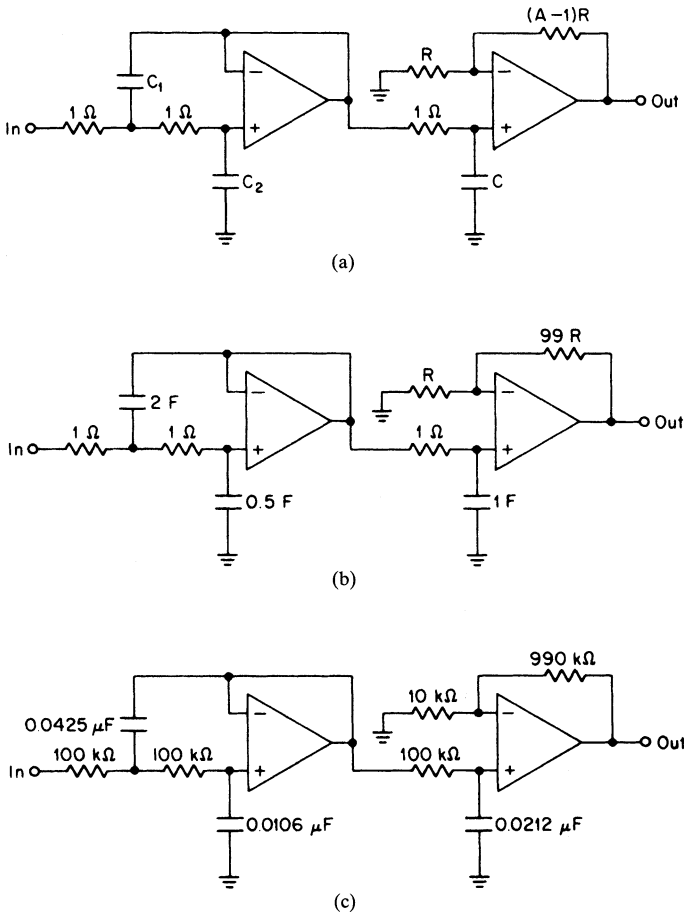 (A −1)R
R
C₁
1 Ω
1 Ω
In
1 Ω
Out
C₂
C
(a)
99 R
R
2 F
1 Ω
1 Ω
In
1 Ω
Out
0.5 F
1 F
(b)
990 kΩ
10 kΩ
0.0425 μF
100 kΩ
100 kΩ
In
100 kΩ
Out
0.0106 μF
0.0212 μF
(c)